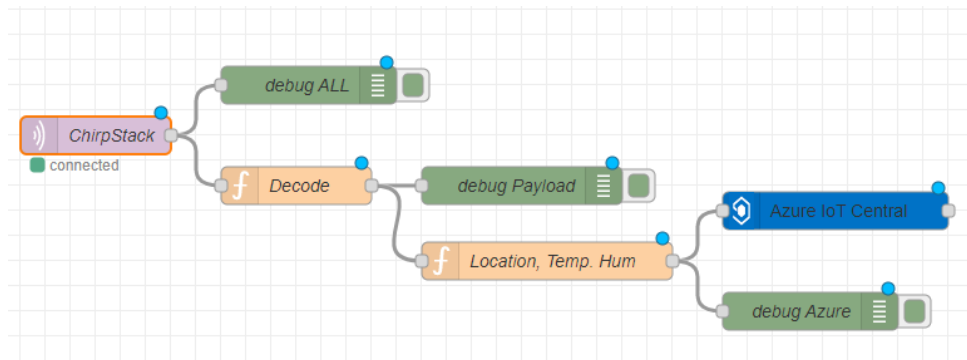 debug ALL
ChirpStack
connected
Decode
debug Payload
Azure IoT Central
Location, Temp. Hum
debug Azure